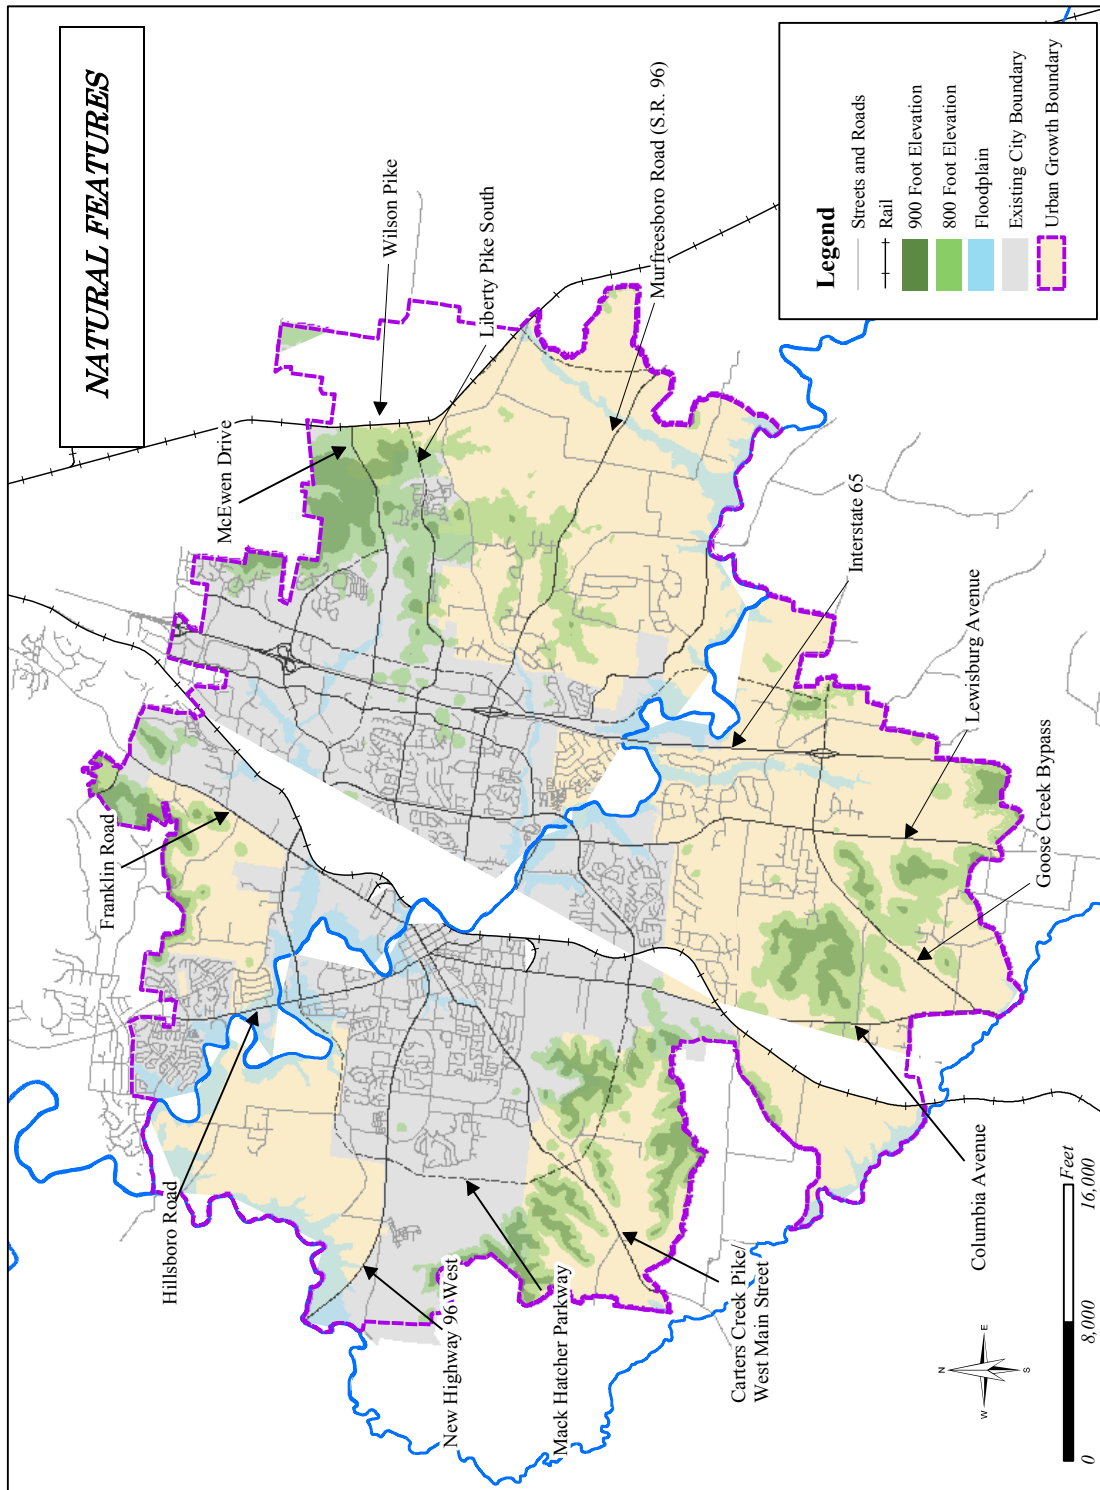 NATURAL FEATURES
Franklin Road
McEwen Drive
Wilson Pike
Liberty Pike South
Murfreesboro Road (S.R. 96)
Hillsboro Road
New Highway 96 West
Mack Hatcher Parkway
Carters Creek Pike/
West Main Street
Columbia Avenue
Goose Creek Bypass
Lewisburg Avenue
Interstate 65
Legend
Streets and Roads
Rail
900 Foot Elevation
800 Foot Elevation
Floodplain
Existing City Boundary
Urban Growth Boundary
N
W
E
S
Feet
0
8,000
16,000